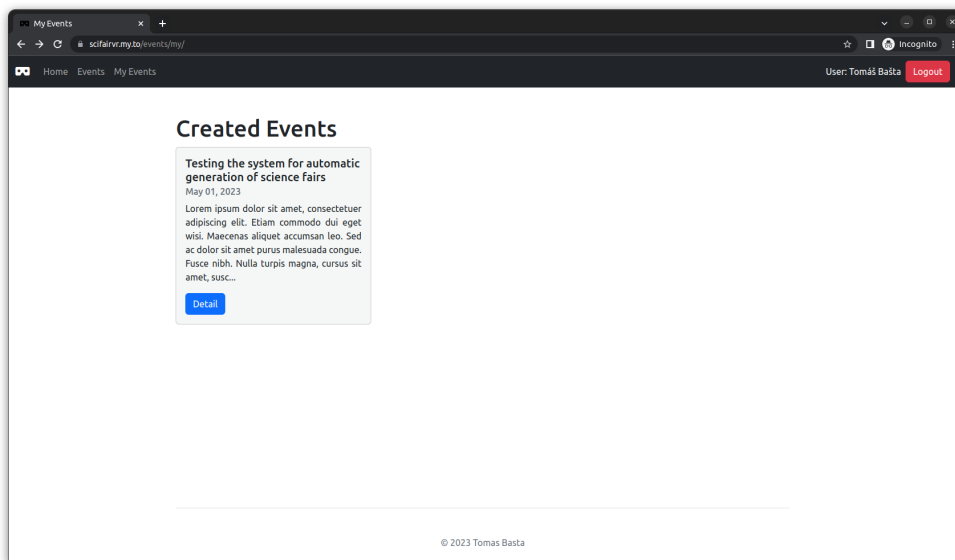 My Events
scifairvr.my.to/events/my/
Incognito
Home Events My Events
User: Tomáš Bašta Logout
Created Events
Testing the system for automatic
generation of science fairs
May 01, 2023
Lorem ipsum dolor sit amet, consectetuer
adipiscing elit. Etiam commodo dui eget
wisi. Maecenas aliquet accumsan leo. Sed
ac dolor sit amet purus malesuada congue.
Fusce nibh. Nulla turpis magna, cursus sit
amet, susc...
Detail
© 2023 Tomas Basta